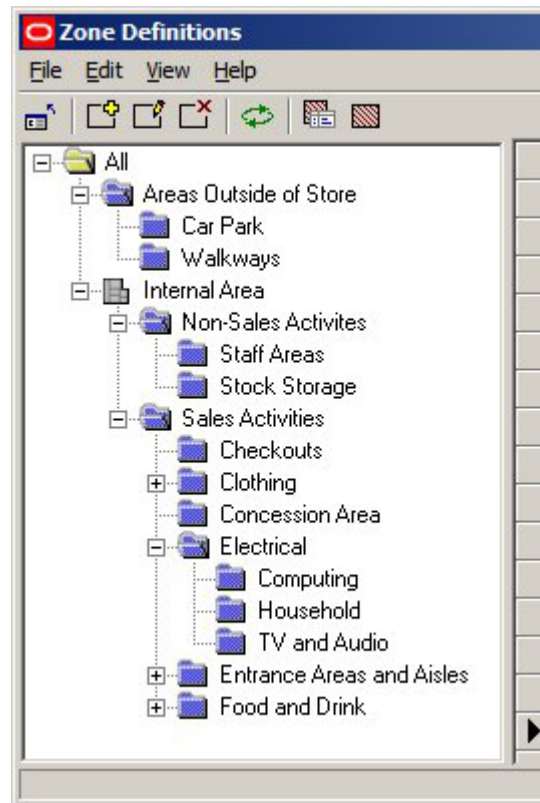 Zone Definitions
File Edit View Help
All
Areas Outside of Store
Car Park
Walkways
Internal Area
Non-Sales Activites
Staff Areas
Stock Storage
Sales Activities
Checkouts
Clothing
Concession Area
Electrical
Computing
Household
TV and Audio
Entrance Areas and Aisles
Food and Drink